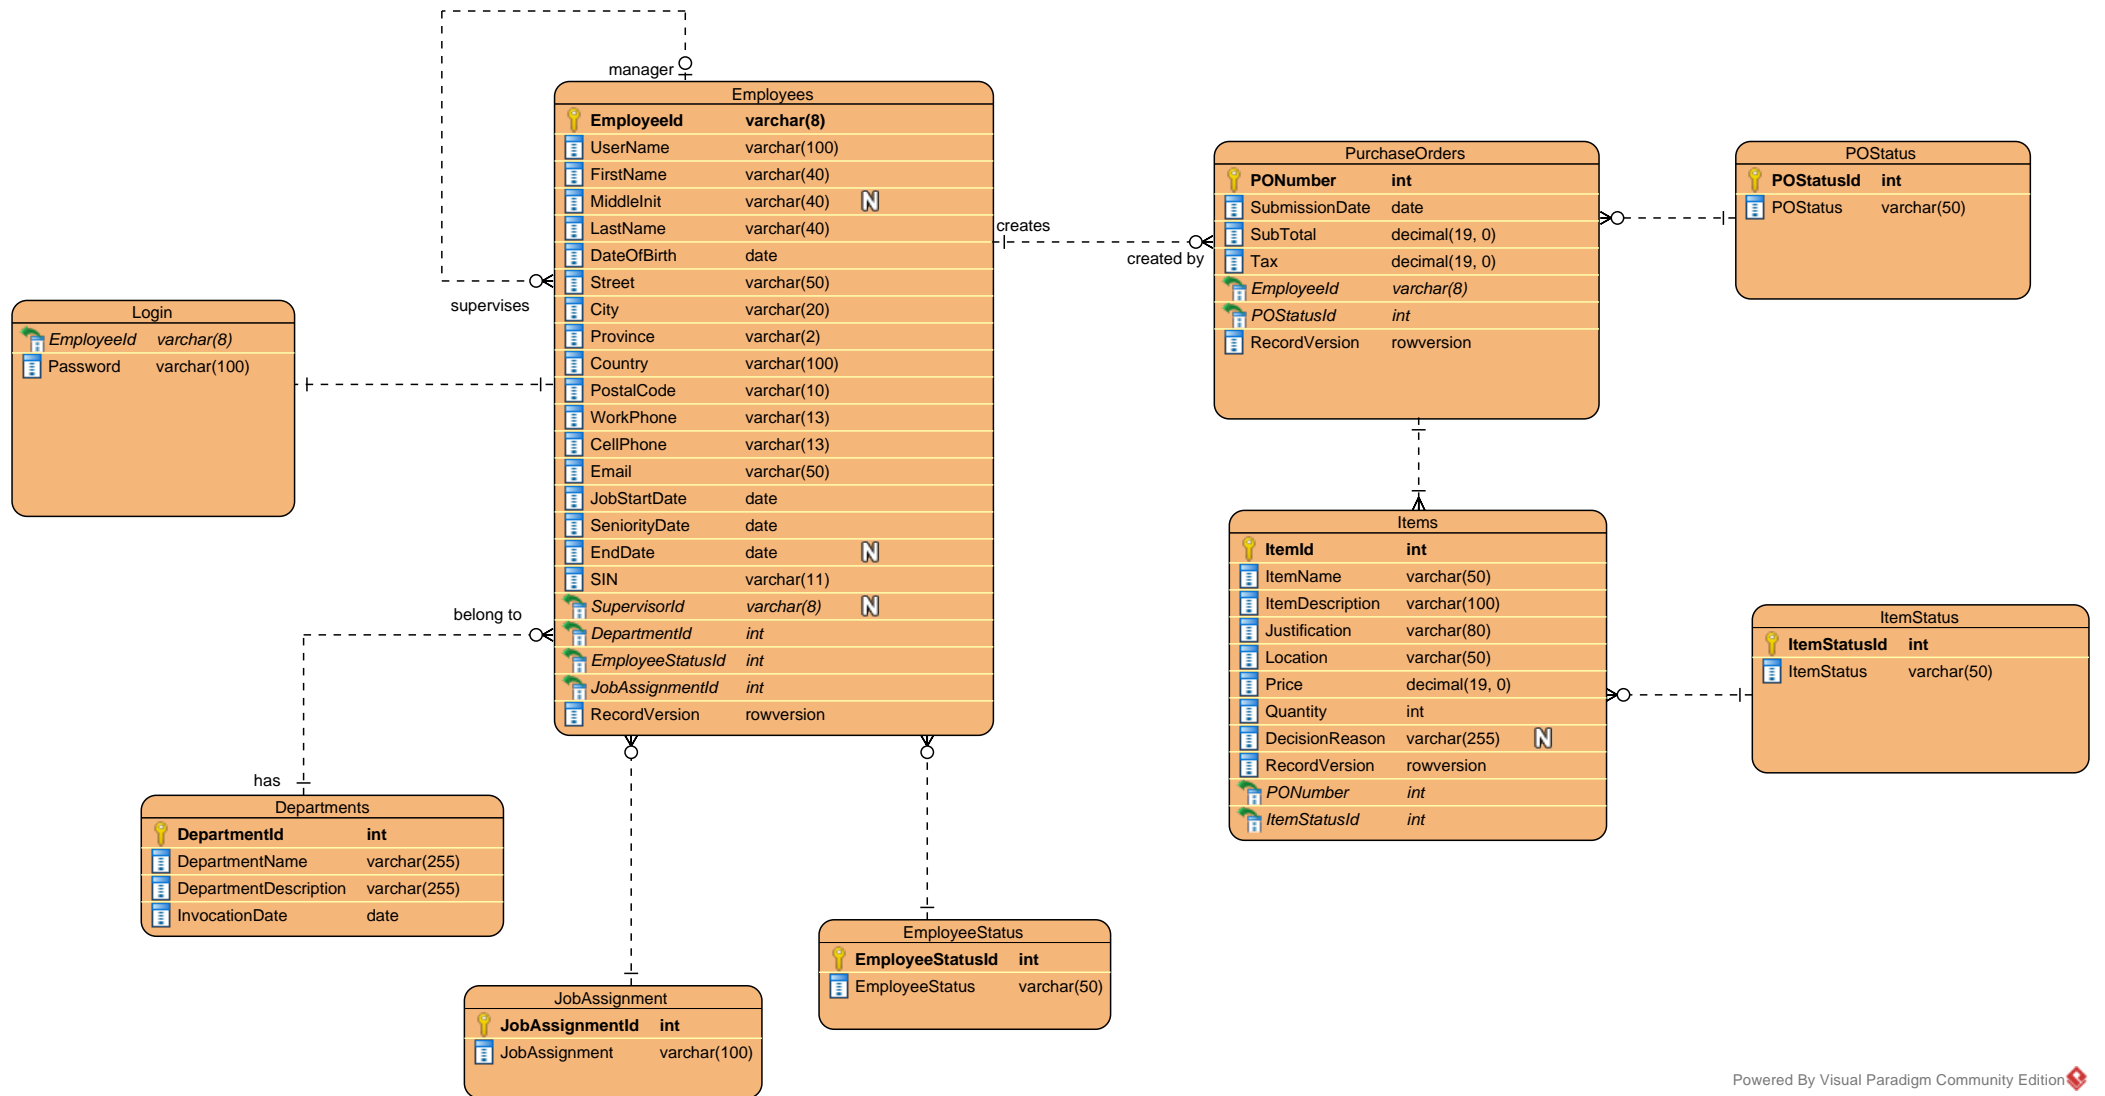 manager
supervises
Employees
EmployeeId varchar(8)
UserName varchar(100)
FirstName varchar(40)
MiddleInit varchar(40) N
LastName varchar(40)
DateOfBirth date
Street varchar(50)
City varchar(20)
Province varchar(2)
Country varchar(100)
PostalCode varchar(10)
WorkPhone varchar(13)
CellPhone varchar(13)
Email varchar(50)
JobStartDate date
SeniorityDate date
EndDate date N
SIN varchar(11)
SupervisorId varchar(8) N
DepartmentId int
EmployeeStatusId int
JobAssignmentId int
RecordVersion rowversion
creates
created by
PurchaseOrders
PONumber int
SubmissionDate date
SubTotal decimal(19, 0)
Tax decimal(19, 0)
EmployeeId varchar(8)
POStatusId int
RecordVersion rowversion
POStatus
POStatusId int
POStatus varchar(50)
Login
EmployeeId varchar(8)
Password varchar(100)
Items
ItemId int
ItemName varchar(50)
ItemDescription varchar(100)
Justification varchar(80)
Location varchar(50)
Price decimal(19, 0)
Quantity int
DecisionReason varchar(255) N
RecordVersion rowversion
PONumber int
ItemStatusId int
ItemStatus
ItemStatusId int
ItemStatus varchar(50)
belong to
has
Departments
DepartmentId int
DepartmentName varchar(255)
DepartmentDescription varchar(255)
InvocationDate date
EmployeeStatus
EmployeeStatusId int
EmployeeStatus varchar(50)
JobAssignment
JobAssignmentId int
JobAssignment varchar(100)
Powered By Visual Paradigm Community Edition